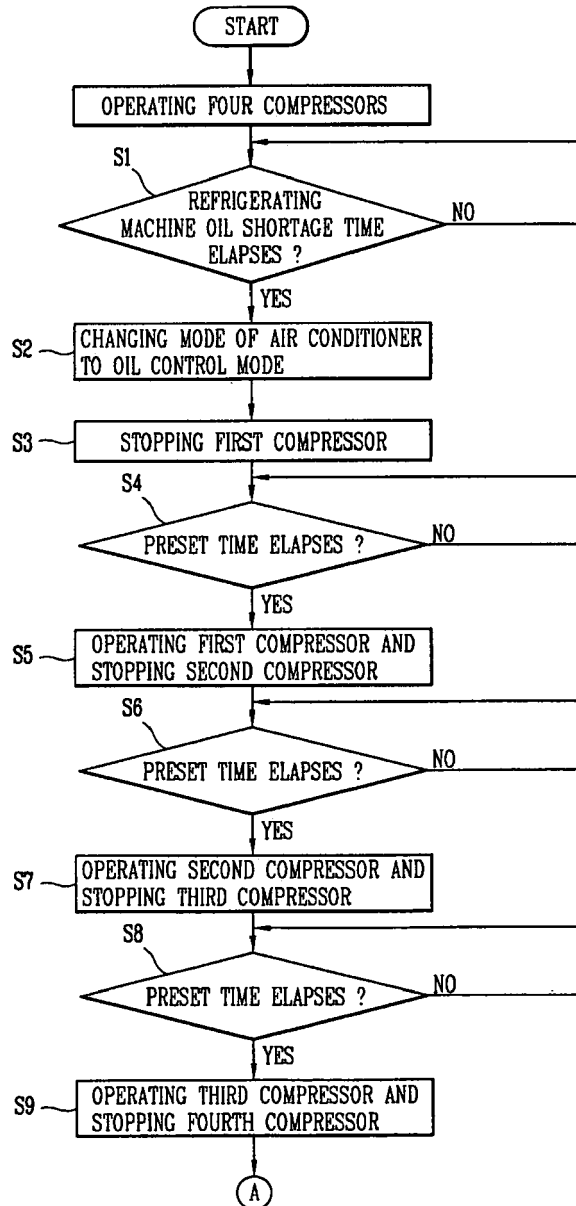 START
OPERATING FOUR COMPRESSORS
S1
REFRIGERATING
MACHINE OIL SHORTAGE TIME
ELAPSES ?
NO
YES
S2
CHANGING MODE OF AIR CONDITIONER
TO OIL CONTROL MODE
S3
STOPPING FIRST COMPRESSOR
S4
PRESET TIME ELAPSES ?
NO
YES
S5
OPERATING FIRST COMPRESSOR AND
STOPPING SECOND COMPRESSOR
S6
PRESET TIME ELAPSES ?
NO
YES
S7
OPERATING SECOND COMPRESSOR AND
STOPPING THIRD COMPRESSOR
S8
PRESET TIME ELAPSES ?
NO
YES
S9
OPERATING THIRD COMPRESSOR AND
STOPPING FOURTH COMPRESSOR
A